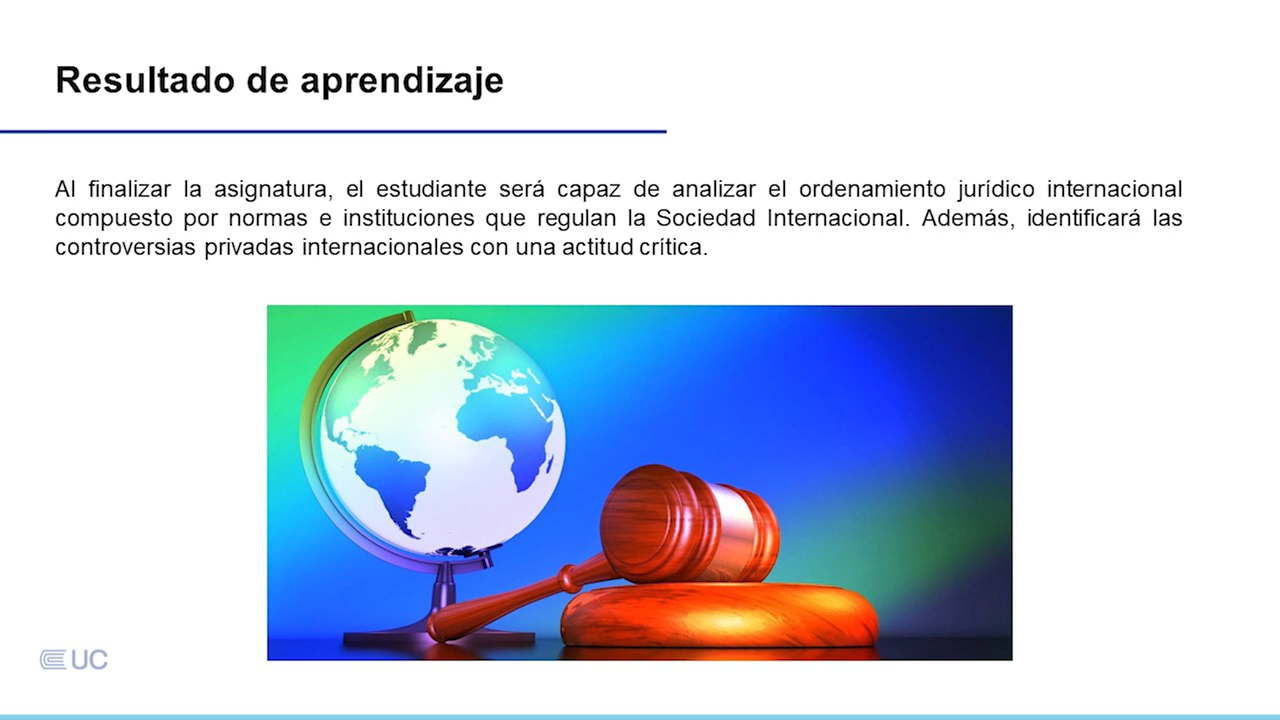 Resultado de aprendizaje
Al finalizar la asignatura, el estudiante será capaz de analizar el ordenamiento jurídico internacional
compuesto por normas e instituciones que regulan la Sociedad Internacional. Además, identificará las
controversias privadas internacionales con una actitud crítica.
UC